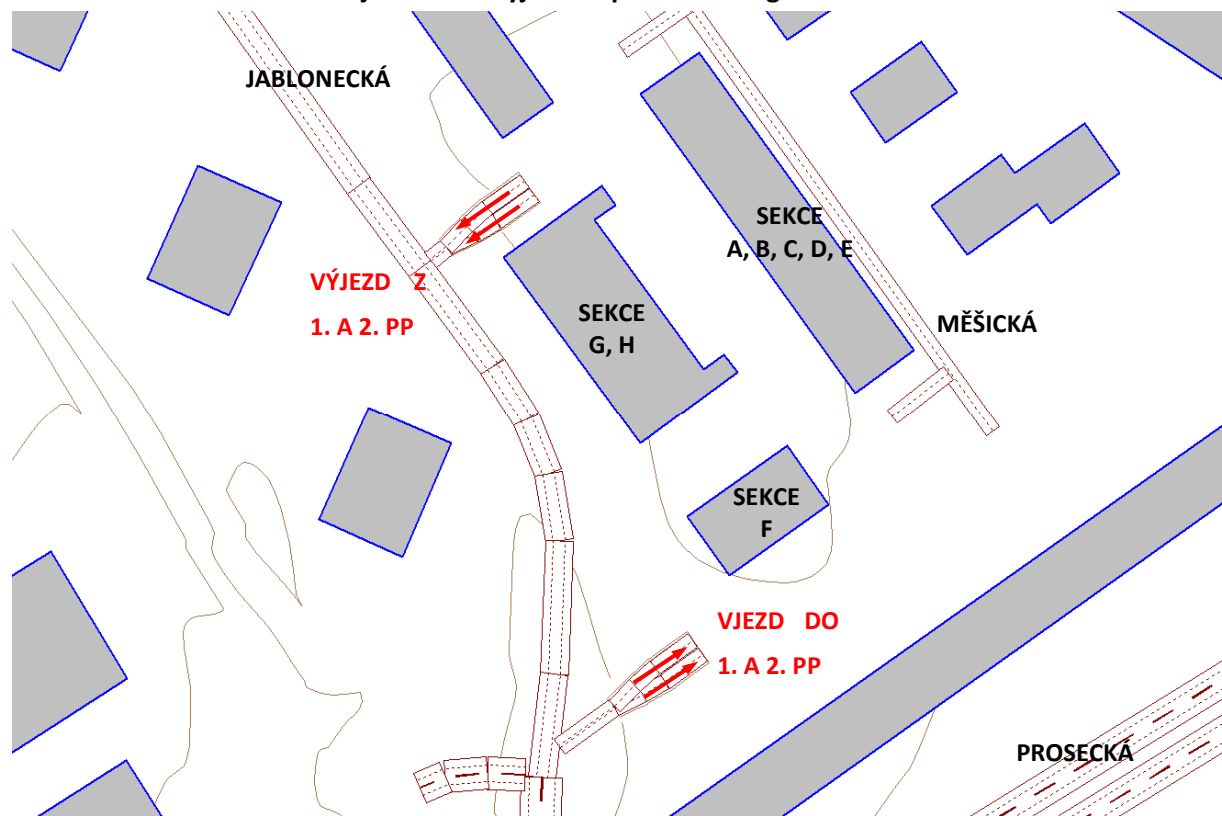 JABLONECKÁ
SEKCE
A, B, C, D, E
VÝJEZD Z
1. A 2. PP
SEKCE
G, H
MĚŠICKÁ
SEKCE
F
VJEZD DO
1. A 2. PP
PROSECKÁ